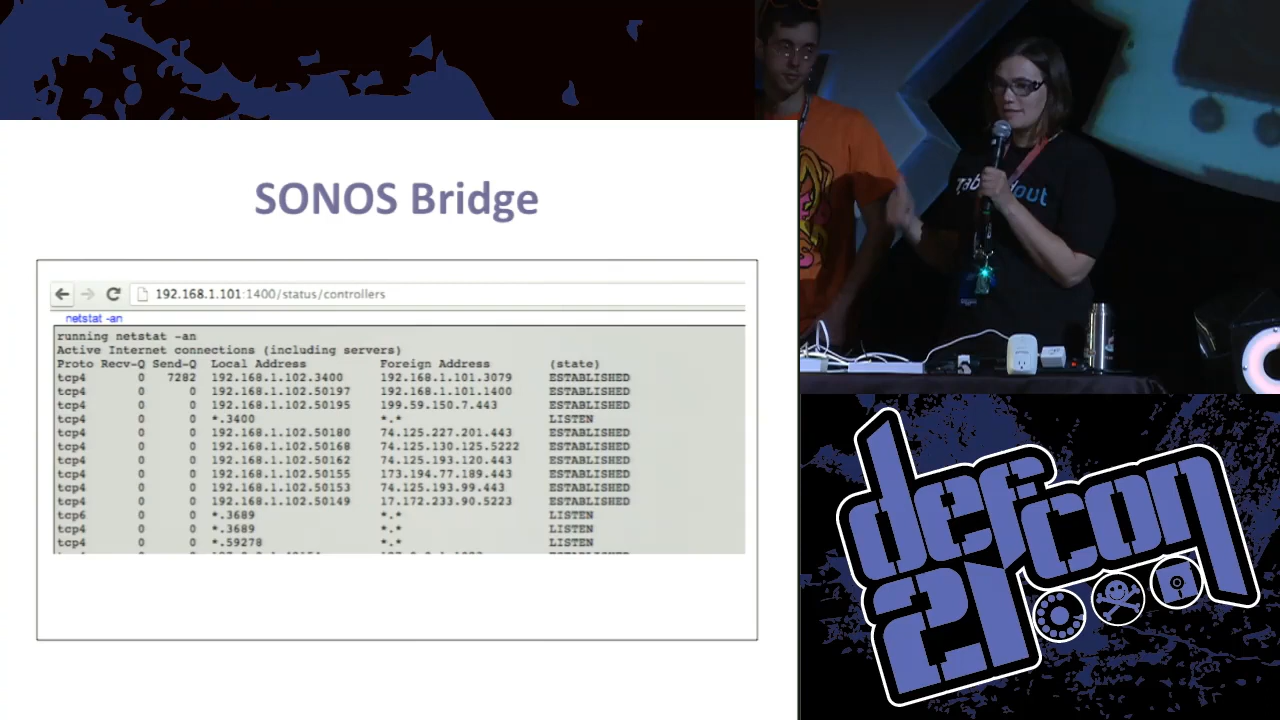 SONOS Bridge
192.168.1.101:1400/status/controllers
netstat -an
running netstat -an
Active Internet connections (including servers)
Proto Recv-Q Send-Q Local Address Foreign Address (state)
tcp4 0 7282 192.168.1.102.3400 192.168.1.101.3079 ESTABLISHED
tcp4 0 0 192.168.1.102.50197 192.168.1.101.1400 ESTABLISHED
tcp4 0 0 192.168.1.102.50195 199.59.150.7.443 ESTABLISHED
tcp4 0 0 *.3400 *.* LISTEN
tcp4 0 0 192.168.1.102.50180 74.125.227.201.443 ESTABLISHED
tcp4 0 0 192.168.1.102.50168 74.125.130.125.5222 ESTABLISHED
tcp4 0 0 192.168.1.102.50162 74.125.193.120.443 ESTABLISHED
tcp4 0 0 192.168.1.102.50155 173.194.77.189.443 ESTABLISHED
tcp4 0 0 192.168.1.102.50153 74.125.193.99.443 ESTABLISHED
tcp4 0 0 192.168.1.102.50149 17.172.233.90.5223 ESTABLISHED
tcp6 0 0 *.3689 *.* LISTEN
tcp4 0 0 *.3689 *.* LISTEN
tcp4 0 0 *.59278 *.* LISTEN
defcon
21